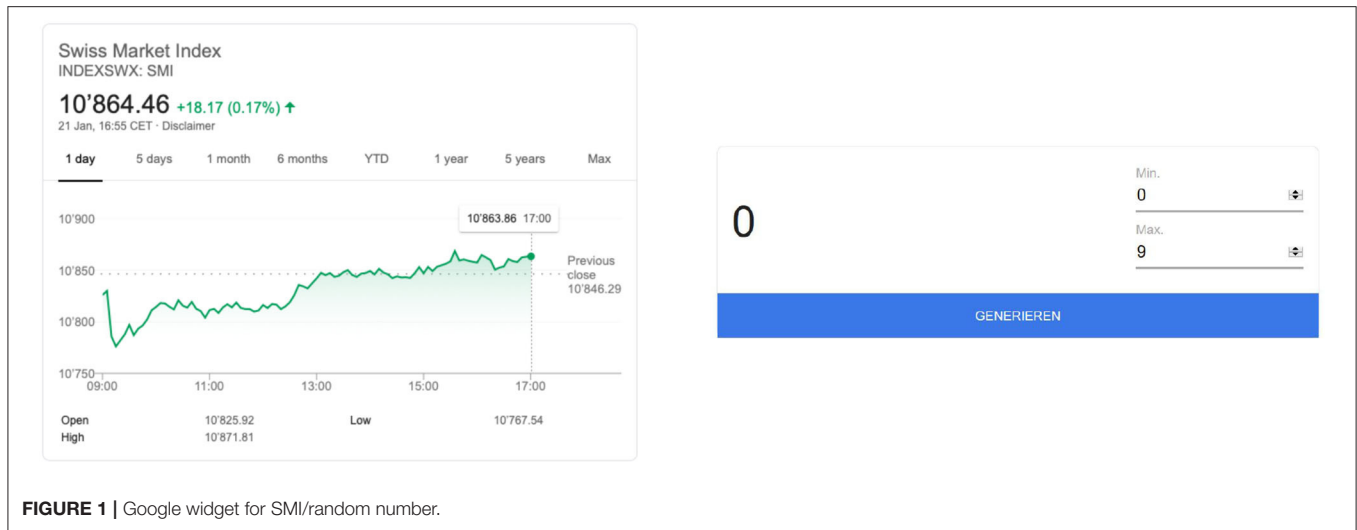 Swiss Market Index
INDEXSWX: SMI
10'864.46 +18.17 (0.17%) ↑
21 Jan, 16:55 CET · Disclaimer
1 day 5 days 1 month 6 months YTD 1 year 5 years Max
10'900
10'863.86 17:00
10'850
Previous
close
10'846.29
10'800
10'750
09:00 11:00 13:00 15:00 17:00
Open 10'825.92 Low 10'767.54
High 10'871.81
0
Min.
0
Max.
9
GENERIEREN
FIGURE 1 | Google widget for SMI/random number.